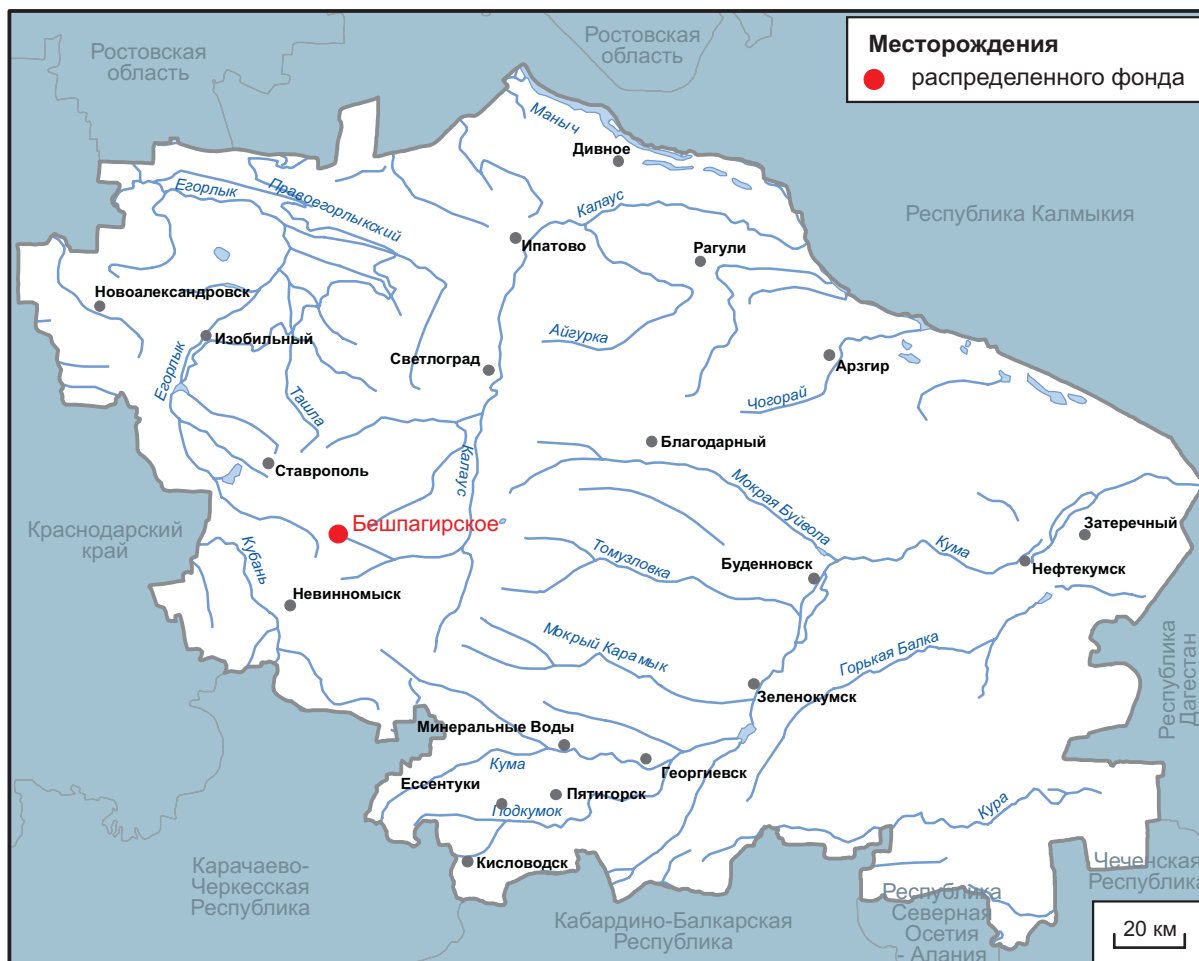 Ростовская
область
Ростовская
область
Месторождения
распределенного фонда
Маныч
Дивное
Егорлык
Правоегорлыкский
Калаус
Республика Калмыкия
Ипатово
Рагули
Новоалександровск
Изобильный
Айгурка
Светлоград
Арзгир
Егорлык
Ташла
Чогорай
Благодарный
Ставрополь
Калаус
Мокрая Буйвола
Краснодарский
край
Бешпагирское
Затеречный
Кубань
Томузловка
Кума
Буденновск
Нефтекумск
Невинномыск
Мокрый Карамык
Горькая Балка
Республика
Дагестан
Зеленокумск
Минеральные Воды
Кума
Георгиевск
Ессентуки
Пятигорск
Подкумок
Кура
Кисловодск
Карачаево-
Черкесская
Республика
Чеченская
Республика
Кабардино-Балкарская
Республика
Республика
Северная
Осетия
- Алания
20 км